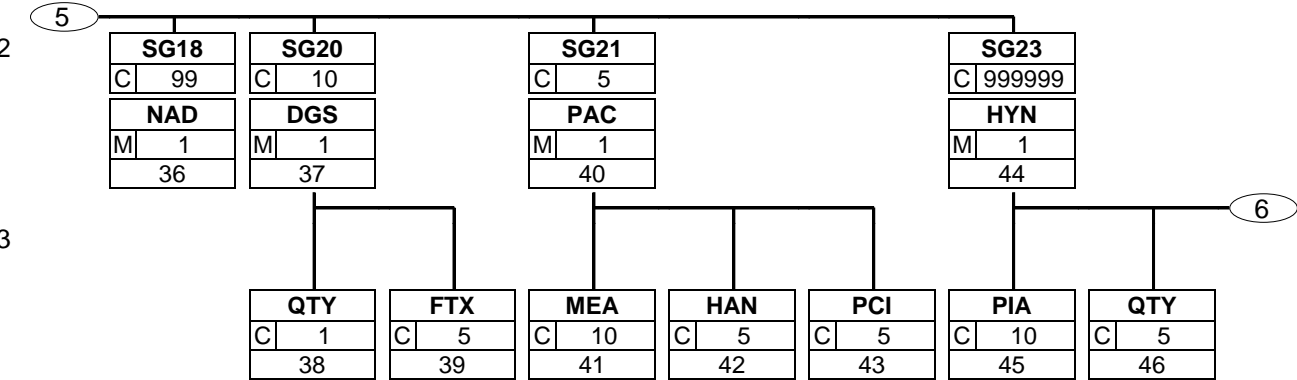 5
2
SG18 SG20 SG21 SG23
C 99 C 10 C 5 C 999999
NAD DGS PAC HYN
M 1 M 1 M 1 M 1
36 37 40 44
6
3
QTY FTX MEA HAN PCI PIA QTY
C 1 C 5 C 10 C 5 C 5 C 10 C 5
38 39 41 42 43 45 46